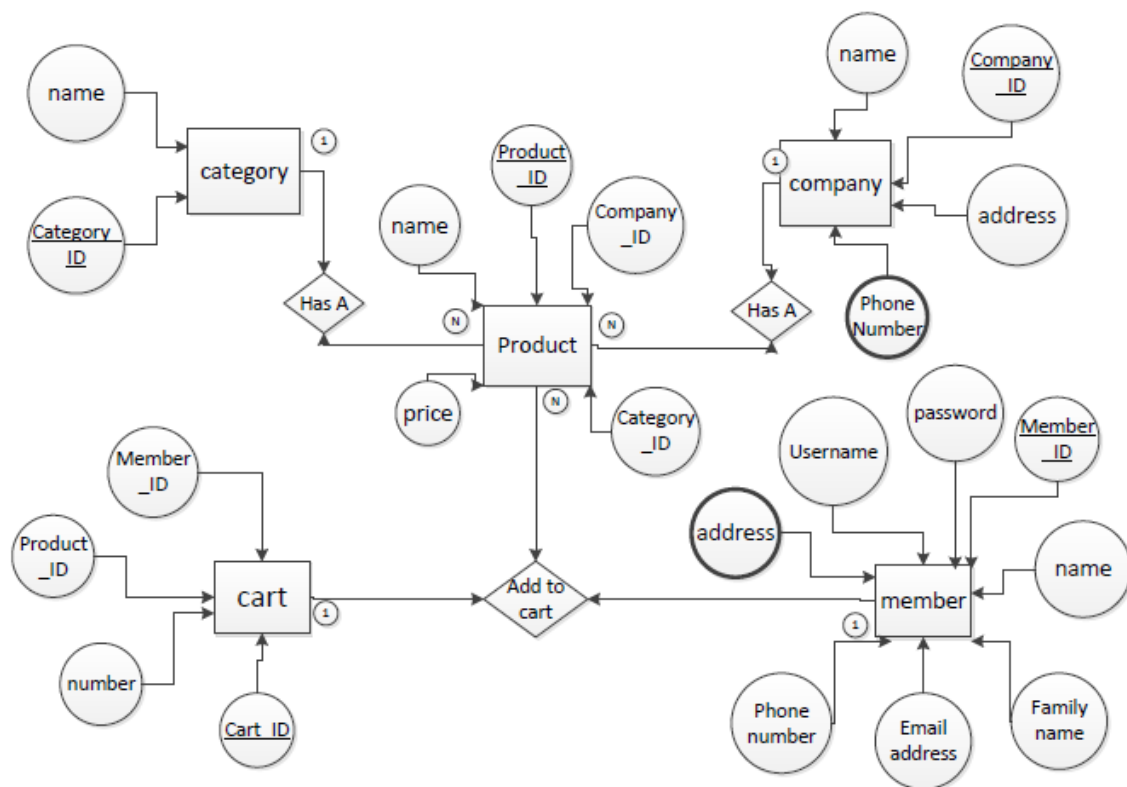 name
Company
_ID
name
1
category
Product
_ID
1
company
name
Company
_ID
address
Category_
ID
Has A
Has A
Phone
Number
N
Product
N
price
N
Category
_ID
password
Member
_ID
Username
Member
_ID
address
Product
_ID
name
cart
1
Add to
cart
member
1
number
Cart_ID
Phone
number
Email
address
Family
name